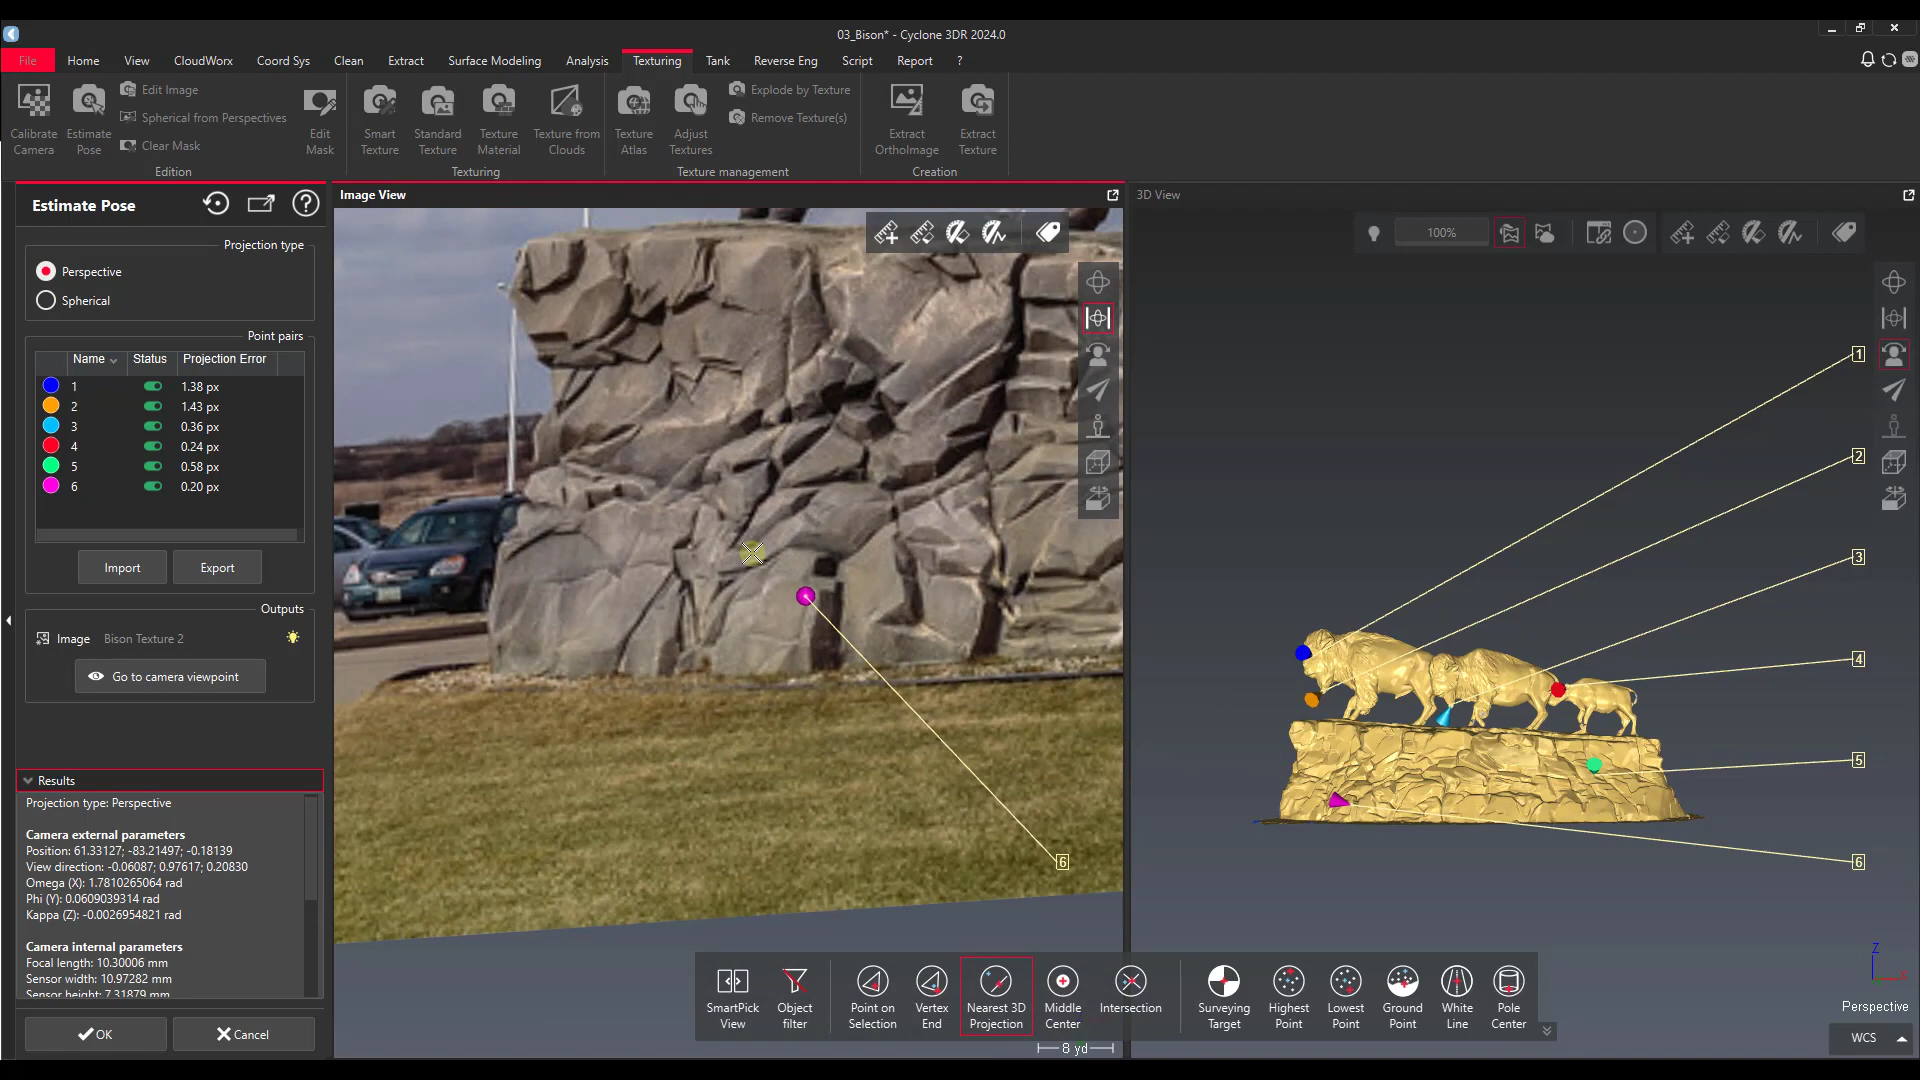 03_Bison* - Cyclone 3DR 2024.0
File Home View CloudWorx Coord Sys Clean Extract Surface Modeling Analysis Texturing Tank Reverse Eng Script Report ?
Calibrate Camera
Estimate Pose
Edit Image
Spherical from Perspectives
Clear Mask
Edit Mask
Edition
Smart Texture
Standard Texture
Texture Material
Texture from Clouds
Texturing
Texture Atlas
Adjust Textures
Explode by Texture
Remove Texture(s)
Texture management
Extract OrthoImage
Extract Texture
Creation
Estimate Pose
Projection type
Perspective
Spherical
Point pairs
Name Status Projection Error
1 1.38 px
2 1.43 px
3 0.36 px
4 0.24 px
5 0.58 px
6 0.20 px
Import Export
Outputs
Image Bison Texture 2
Go to camera viewpoint
Results
Projection type: Perspective
Camera external parameters
Position: 61.33127; -83.21497; -0.18139
View direction: -0.06087; 0.97617; 0.20830
Omega (X): 1.7810265064 rad
Phi (Y): 0.0609039314 rad
Kappa (Z): -0.0026954821 rad
Camera internal parameters
Focal length: 10.30006 mm
Sensor width: 10.97282 mm
Sensor height: 7.31879 mm
OK Cancel
Image View
6
8 yd
3D View
100%
1
2
3
4
5
6
Z
Perspective
WCS
SmartPick View
Object filter
Point on Selection
Vertex End
Nearest 3D Projection
Middle Center
Intersection
Surveying Target
Highest Point
Lowest Point
Ground Point
White Line
Pole Center